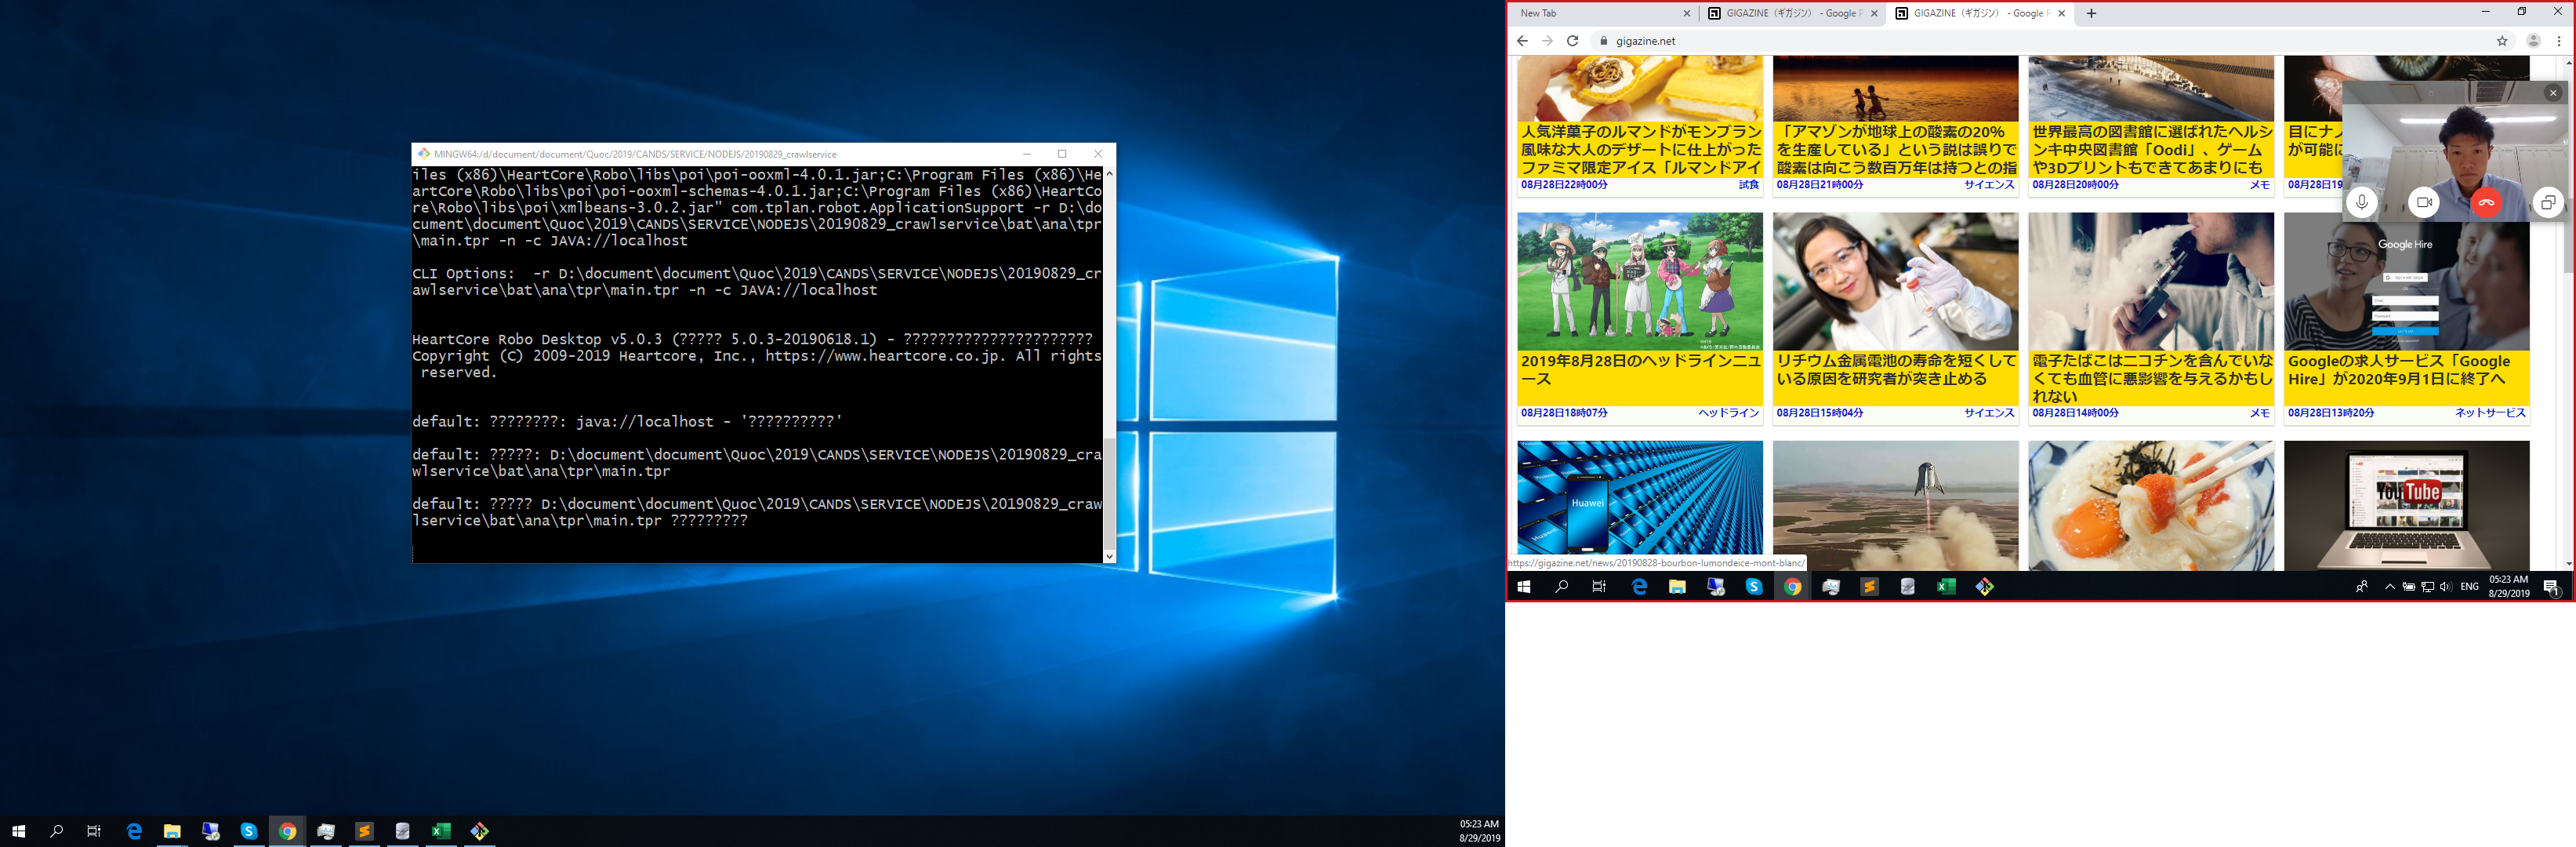 MINGW64:/d/document/document/Quoc/2019/CANDS/SERVICE/NODEJS/20190829_crawlservice
iles (x86)\HeartCore\Robo\libs\poi\poi-ooxml-4.0.1.jar;C:\Program Files (x86)\He
artCore\Robo\libs\poi\poi-ooxml-schemas-4.0.1.jar;C:\Program Files (x86)\HeartCo
re\Robo\libs\poi\xmlbeans-3.0.2.jar" com.tplan.robot.ApplicationSupport -r D:\do
cument\document\Quoc\2019\CANDS\SERVICE\NODEJS\20190829_crawlservice\bat\ana\tpr
\main.tpr -n -c JAVA://localhost
CLI Options:  -r D:\document\document\Quoc\2019\CANDS\SERVICE\NODEJS\20190829_cr
awlservice\bat\ana\tpr\main.tpr -n -c JAVA://localhost
HeartCore Robo Desktop v5.0.3 (????? 5.0.3-20190618.1) - ??????????????????????
Copyright (C) 2009-2019 Heartcore, Inc., https://www.heartcore.co.jp. All rights
 reserved.
default: ????????: java://localhost - '??????????'
default: ?????: D:\document\document\Quoc\2019\CANDS\SERVICE\NODEJS\20190829_cra
wlservice\bat\ana\tpr\main.tpr
default: ????? D:\document\document\Quoc\2019\CANDS\SERVICE\NODEJS\20190829_craw
lservice\bat\ana\tpr\main.tpr ?????????
05:23 AM
8/29/2019
New Tab
GIGAZINE（ギガジン） - Google P
GIGAZINE（ギガジン） - Google P
gigazine.net
人気洋菓子のルマンドがモンブラン
風味な大人のデザートに仕上がった
ファミマ限定アイス「ルマンドアイ
08月28日22時00分 試食
「アマゾンが地球上の酸素の20%
を生産している」という説は誤りで
酸素は向こう数百万年は持つとの指
08月28日21時00分 サイエンス
世界最高の図書館に選ばれたヘルシ
ンキ中央図書館「Oodi」、ゲーム
や3Dプリントもできてあまりにも
08月28日20時00分 メモ
目にナノ
が可能に
08月28日19
2019年8月28日のヘッドラインニュ
ース
08月28日18時07分 ヘッドライン
リチウム金属電池の寿命を短くして
いる原因を研究者が突き止める
08月28日15時04分 サイエンス
電子たばこはニコチンを含んでいな
くても血管に悪影響を与えるかもし
れない
08月28日14時00分 メモ
Google Hire
Googleの求人サービス「Google
Hire」が2020年9月1日に終了へ
08月28日13時20分 ネットサービス
Huawei
YouTube
https://gigazine.net/news/20190828-bourbon-lumondeice-mont-blanc/
ENG
05:23 AM
8/29/2019
1